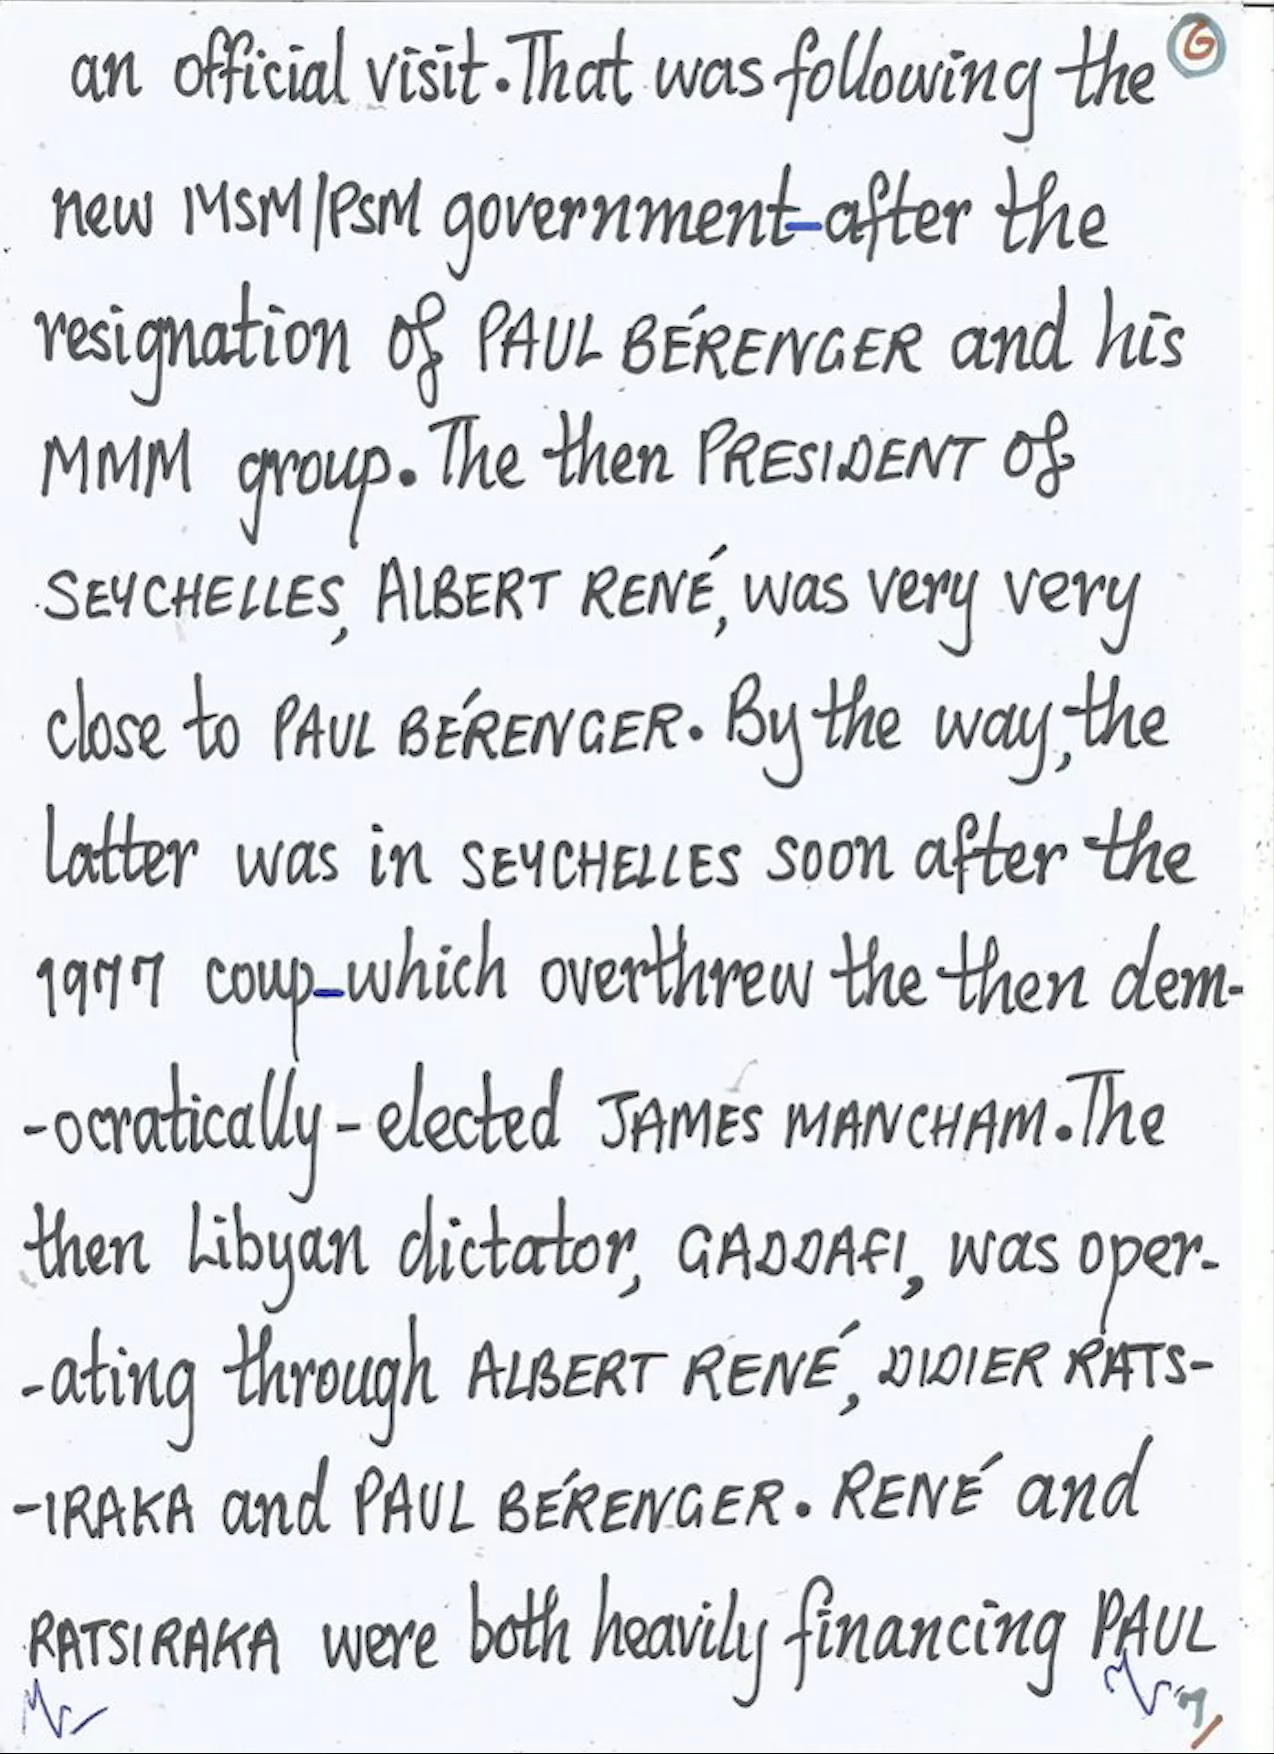 6
an official visit. That was following the
new MSM/PSM government-after the
resignation of PAUL BÉRENGER and his
MMM group. The then PRESIDENT of
SEYCHELLES, ALBERT RENÉ, was very very
close to PAUL BÉRENGER. By the way, the
latter was in SEYCHELLES soon after the
1977 coup-which overthrew the then dem-
-ocratically-elected JAMES MANCHAM. The
then Libyan dictator, GADDAFI, was oper-
-ating through ALBERT RENÉ, DIDIER RATS-
-IRAKA and PAUL BÉRENGER. RENÉ and
RATSIRAKA were both heavily financing PAUL
7/